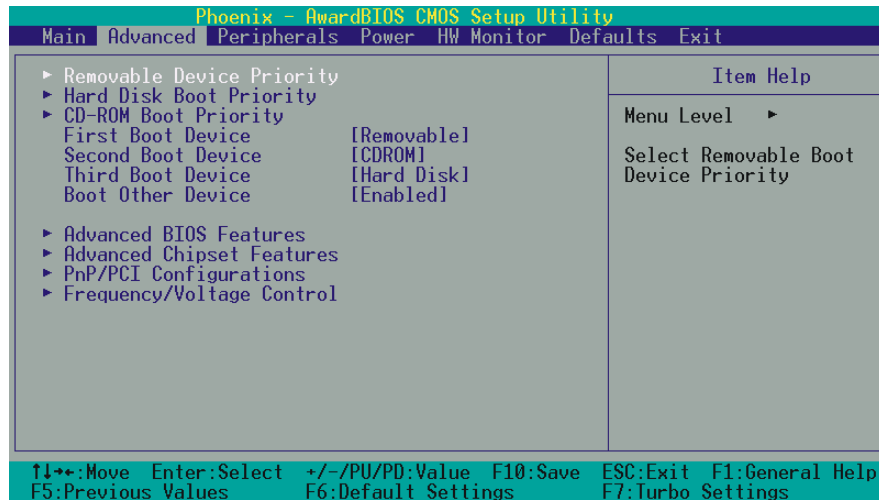 Phoenix - AwardBIOS CMOS Setup Utility
Main Advanced Peripherals Power HW Monitor Defaults Exit
► Removable Device Priority
► Hard Disk Boot Priority
► CD-ROM Boot Priority
First Boot Device [Removable]
Second Boot Device [CDROM]
Third Boot Device [Hard Disk]
Boot Other Device [Enabled]
► Advanced BIOS Features
► Advanced Chipset Features
► PnP/PCI Configurations
► Frequency/Voltage Control
Item Help
Menu Level ►
Select Removable Boot
Device Priority
↑↓→←:Move Enter:Select +/-/PU/PD:Value F10:Save ESC:Exit F1:General Help
F5:Previous Values F6:Default Settings F7:Turbo Settings